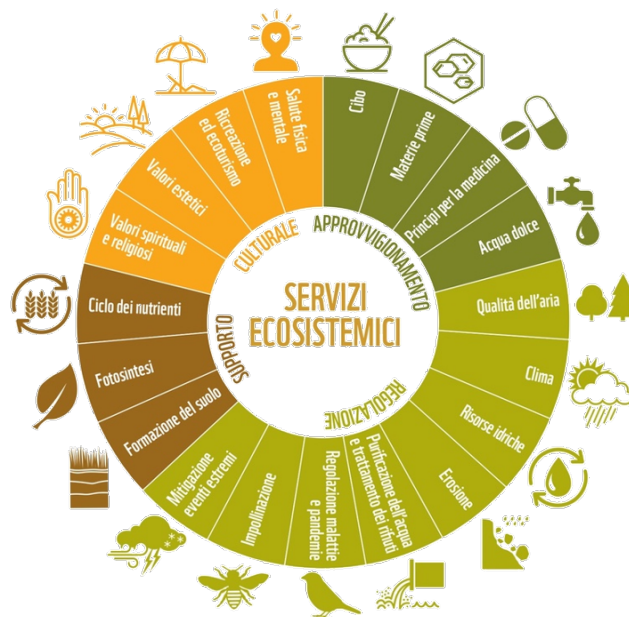 SERVIZI
ECOSISTEMICI
APPROVVIGIONAMENTO
Cibo
Materie prime
Principi per la medicina
Acqua dolce
REGOLAZIONE
Qualità dell'aria
Clima
Risorse idriche
Erosione
Purificazione dell'acqua
e trattamento dei rifiuti
Regolazione malattie
e pandemie
Impollinazione
Mitigazione
eventi estremi
SUPPORTO
Formazione del suolo
Fotosintesi
Ciclo dei nutrienti
CULTURALE
Valori spirituali
e religiosi
Valori estetici
Ricreazione
ed ecoturismo
Salute fisica
e mentale